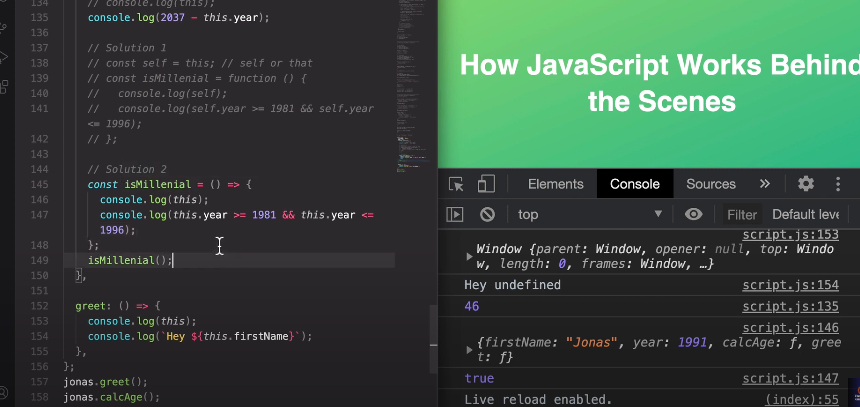 134 // console.log(this);
135 console.log(2037 - this.year);
136
137 // Solution 1
138 // const self = this; // self or that
139 // const isMillenial = function () {
140 //   console.log(self);
141 //   console.log(self.year >= 1981 && self.year
<= 1996);
142 // };
143
144 // Solution 2
145 const isMillenial = () => {
146 console.log(this);
147 console.log(this.year >= 1981 && this.year <=
1996);
148 };
149 isMillenial();
150 },
151
152 greet: () => {
153 console.log(this);
154 console.log(`Hey ${this.firstName}`);
155 },
156 };
157 jonas.greet();
158 jonas.calcAge();
How JavaScript Works Behind
the Scenes
Elements Console Sources »
top Filter Default leve
script.js:153
Window {parent: Window, opener: null, top: Windo
w, length: 0, frames: Window, …}
Hey undefined script.js:154
46 script.js:135
script.js:146
{firstName: "Jonas", year: 1991, calcAge: ƒ, gree
t: ƒ}
true script.js:147
Live reload enabled. (index):55